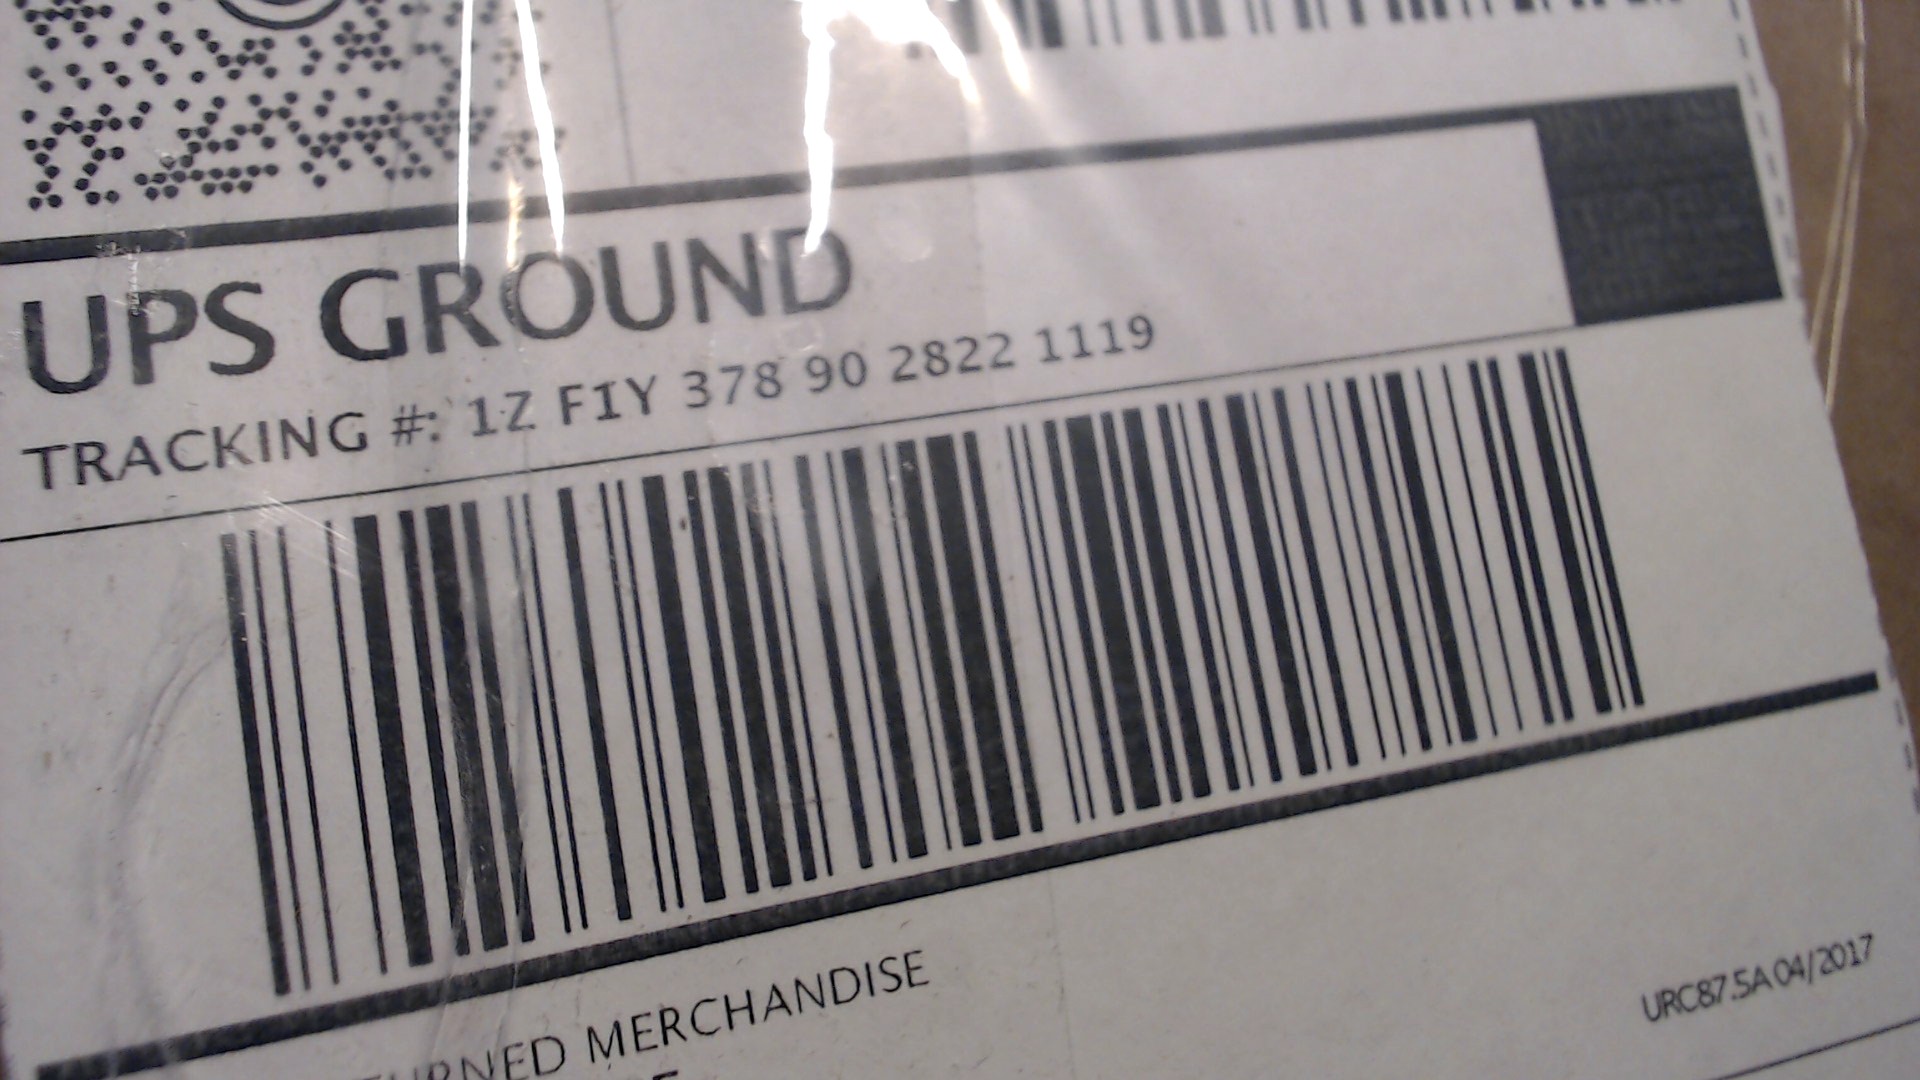 UPS GROUND
TRACKING #: 1Z F1Y 378 90 2822 1119
MERCHANDISE
URC87.5A 04/2017